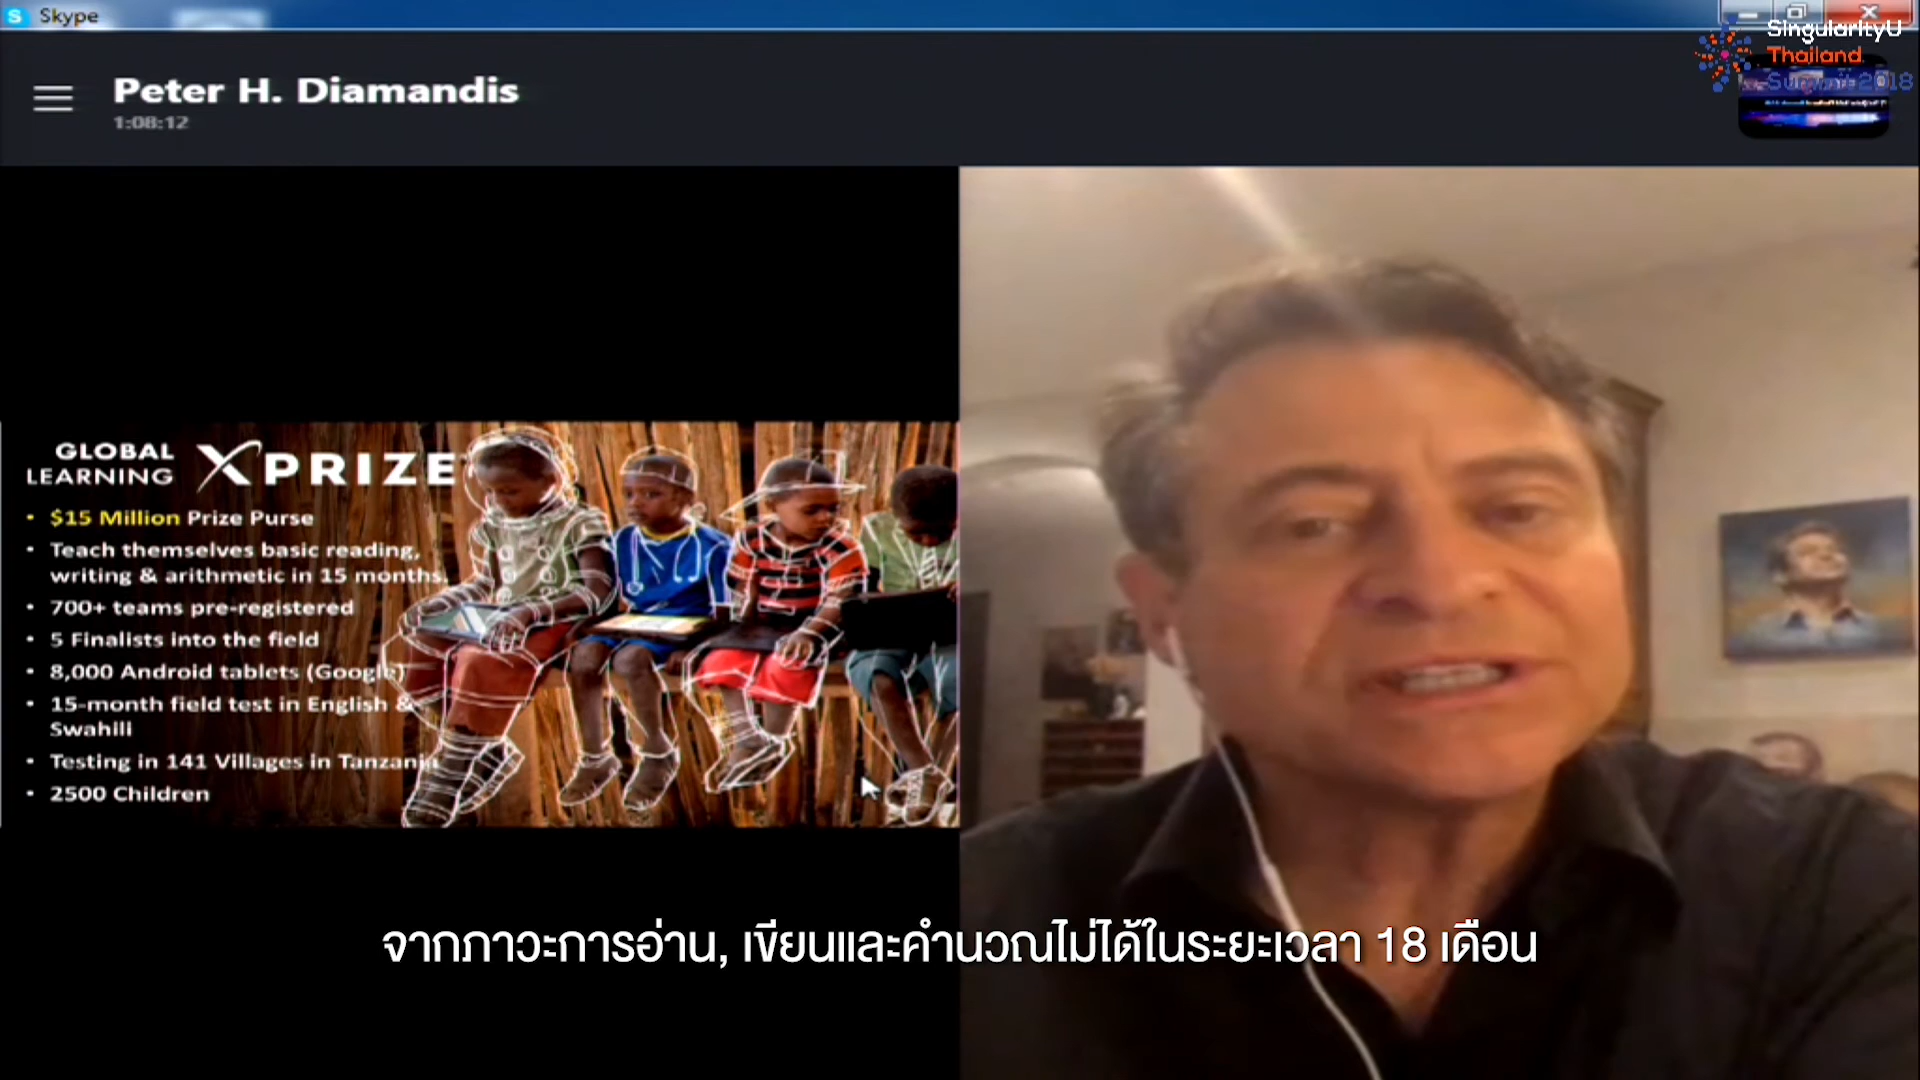 Skype
SingularityU
Thailand
Summit 2018
Peter H. Diamandis
1:08:12
GLOBAL
LEARNING
XPRIZE
• $15 Million Prize Purse
• Teach themselves basic reading,
writing & arithmetic in 15 months.
• 700+ teams pre-registered
• 5 Finalists into the field
• 8,000 Android tablets (Google)
• 15-month field test in English &
Swahili
• Testing in 141 Villages in Tanzania
• 2500 Children
จากภาวะการอ่าน, เขียนและคำนวณไม่ได้ในระยะเวลา 18 เดือน